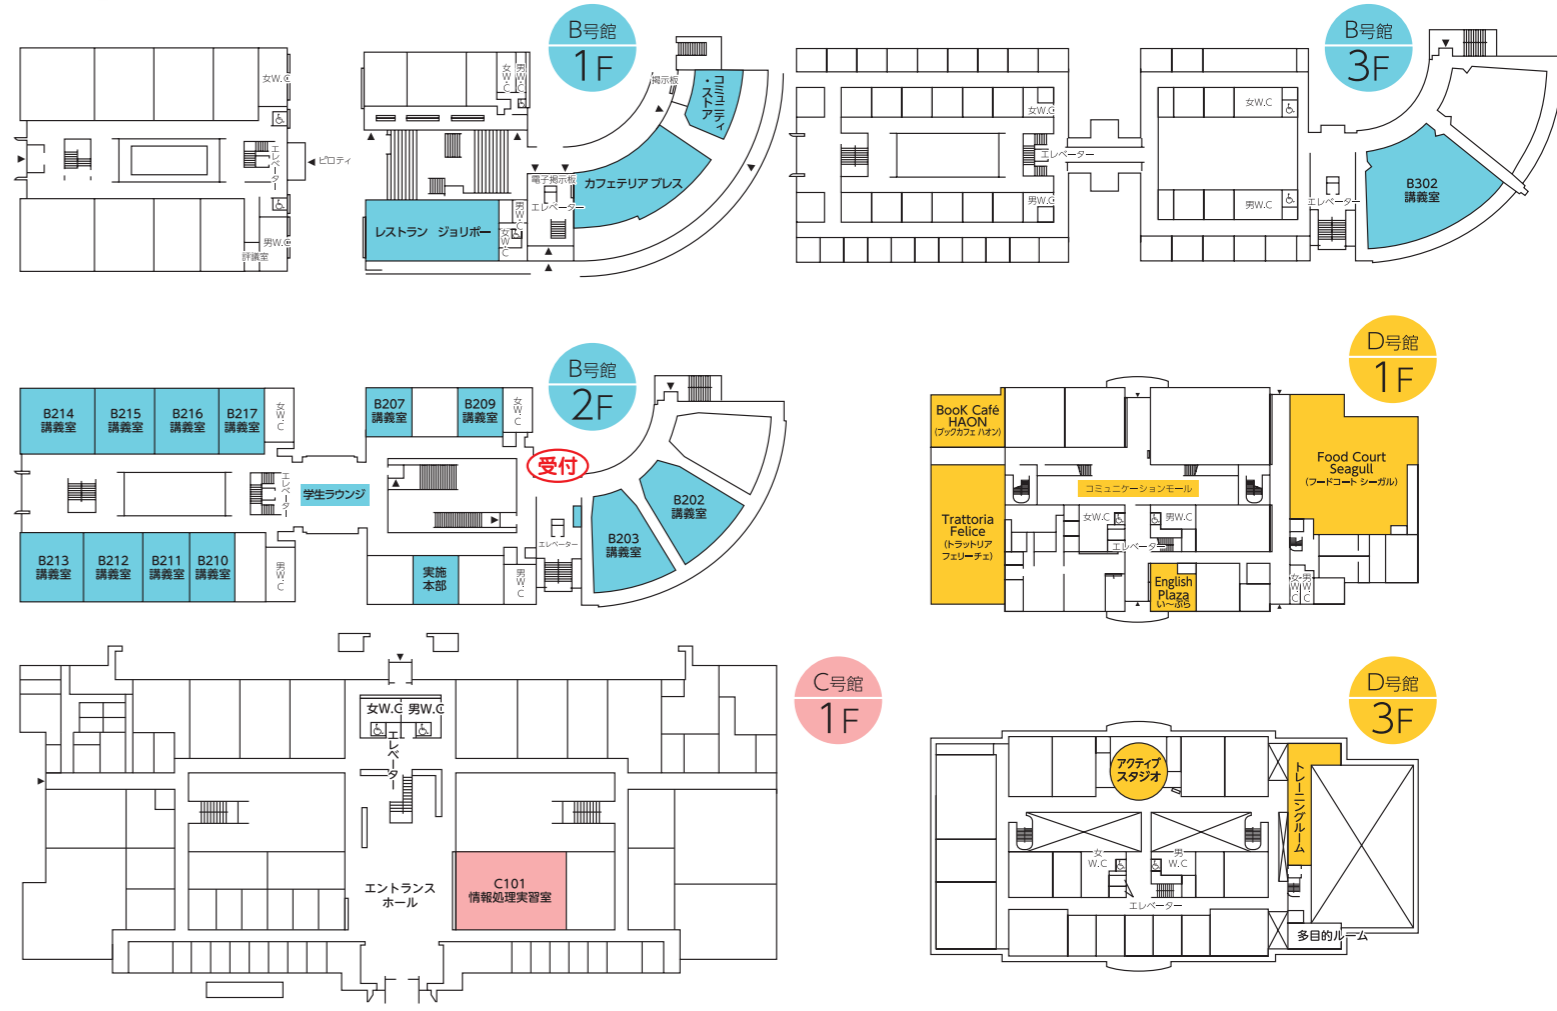 B号館
1F
女W.C
エレベーター
ピロティ
男W.C
評議室
女W.C
男W.C
掲示板
コミュニティ
・ストア
カフェテリア プレス
電子掲示板
エレベーター
レストラン ジョリポー
男W.C
女W.C
B号館
3F
女W.C
エレベーター
男W.C
女W.C
男W.C
エレベーター
B302
講義室
B号館
2F
B214
講義室
B215
講義室
B216
講義室
B217
講義室
女W.C
エレベーター
学生ラウンジ
B213
講義室
B212
講義室
B211
講義室
B210
講義室
男W.C
B207
講義室
B209
講義室
女W.C
受付
実施
本部
男W.C
エレベーター
B203
講義室
B202
講義室
D号館
1F
BooK Café
HAON
(ブックカフェ ハオン)
Trattoria
Felice
(トラットリア
フェリーチェ)
コミュニケーションモール
女W.C
男W.C
エレベーター
English
Plaza
い〜ぷら
Food Court
Seagull
(フードコート シーガル)
女W.C
男W.C
C号館
1F
女W.C
男W.C
エレベーター
エントランス
ホール
C101
情報処理実習室
D号館
3F
アクティブ
スタジオ
トレーニングルーム
女
W.C
男
W.C
エレベーター
多目的ルーム